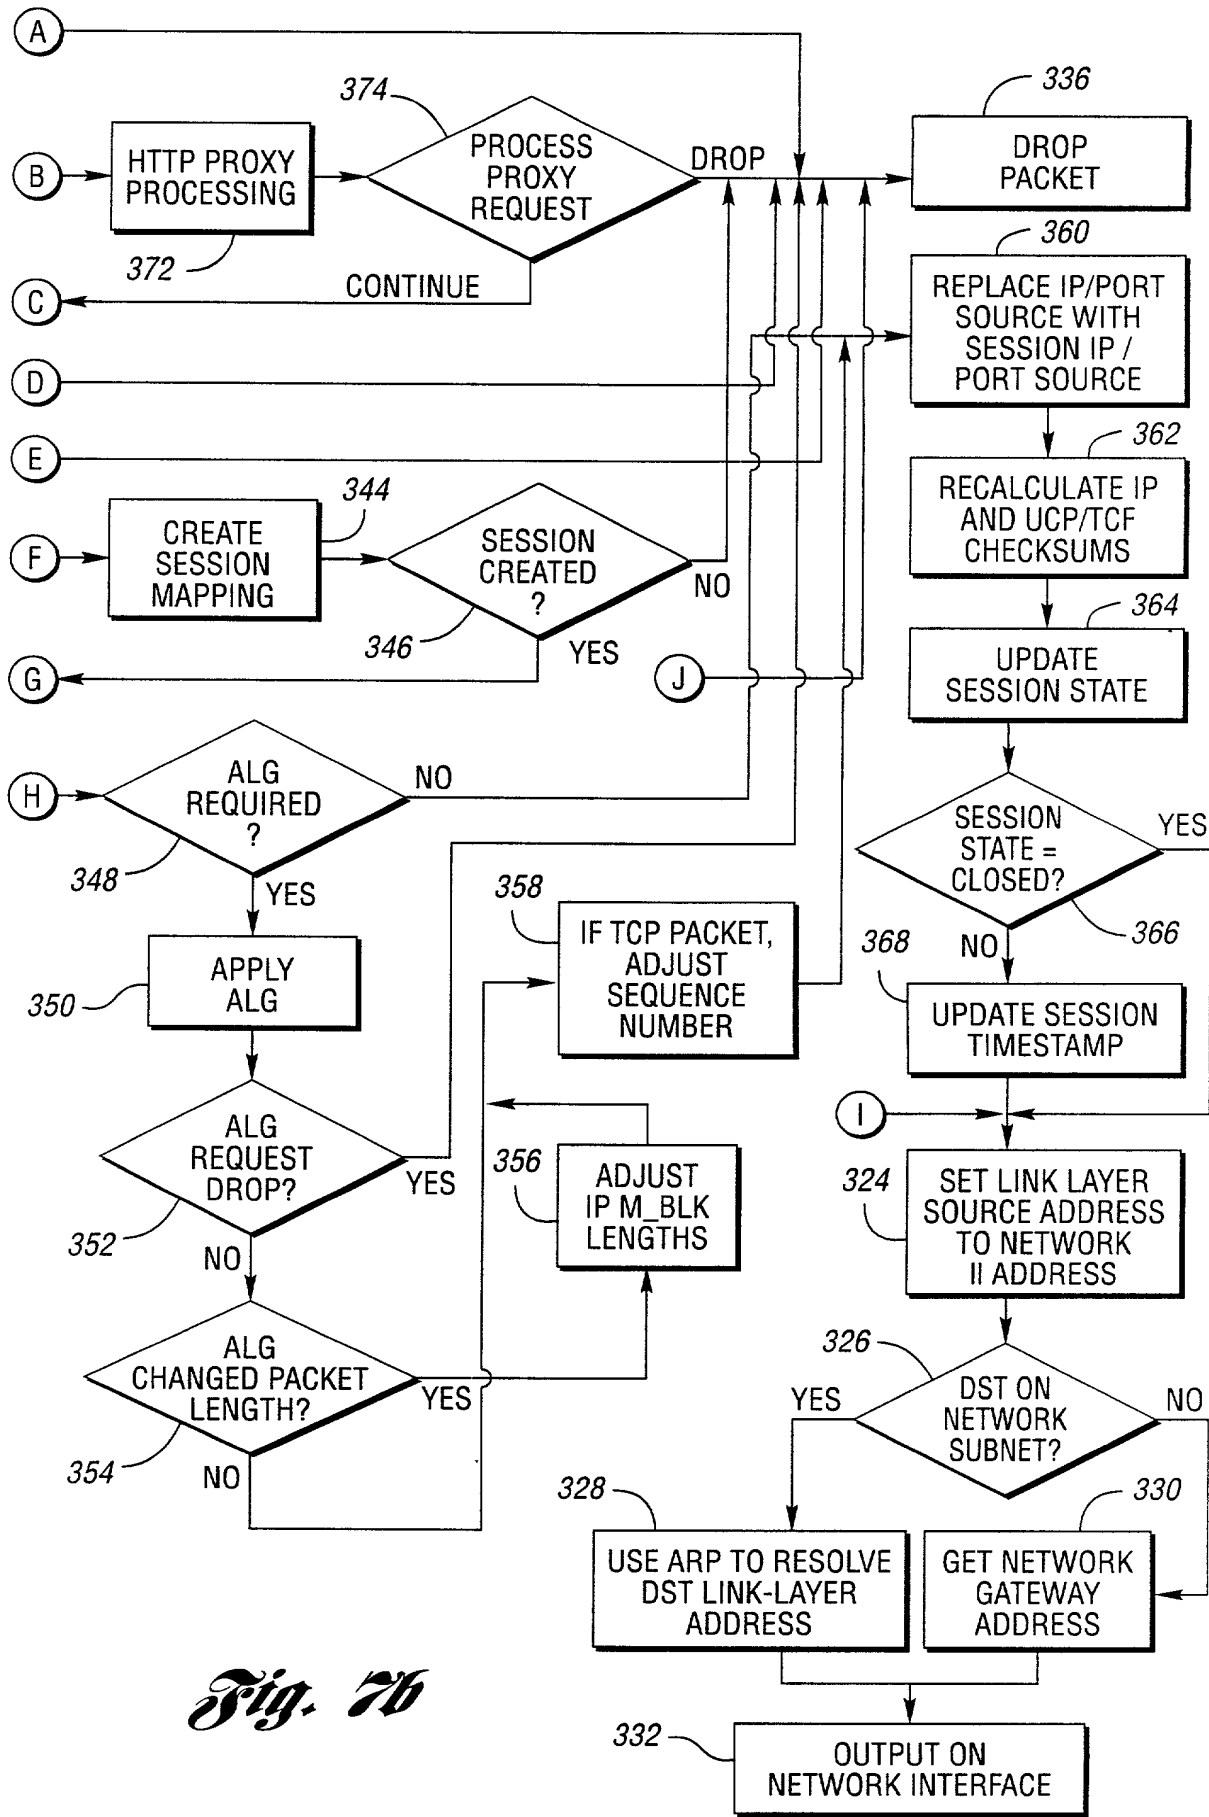 A
374
336
B
HTTP PROXY
PROCESSING
PROCESS
PROXY
REQUEST
DROP
DROP
PACKET
372
360
C
CONTINUE
REPLACE IP/PORT
SOURCE WITH
SESSION IP /
PORT SOURCE
D
E
362
344
RECALCULATE IP
AND UCP/TCF
CHECKSUMS
F
CREATE
SESSION
MAPPING
SESSION
CREATED
?
NO
364
346
YES
G
J
UPDATE
SESSION STATE
H
ALG
REQUIRED
?
NO
348
YES
SESSION
STATE =
CLOSED?
YES
366
NO
358
IF TCP PACKET,
ADJUST
SEQUENCE
NUMBER
368
350
APPLY
ALG
UPDATE SESSION
TIMESTAMP
I
ALG
REQUEST
DROP?
YES
352
NO
356
ADJUST
IP M_BLK
LENGTHS
324
SET LINK LAYER
SOURCE ADDRESS
TO NETWORK
II ADDRESS
ALG
CHANGED PACKET
LENGTH?
YES
354
NO
326
YES
DST ON
NETWORK
SUBNET?
NO
328
330
USE ARP TO RESOLVE
DST LINK-LAYER
ADDRESS
GET NETWORK
GATEWAY
ADDRESS
Fig. 7b
332
OUTPUT ON
NETWORK INTERFACE